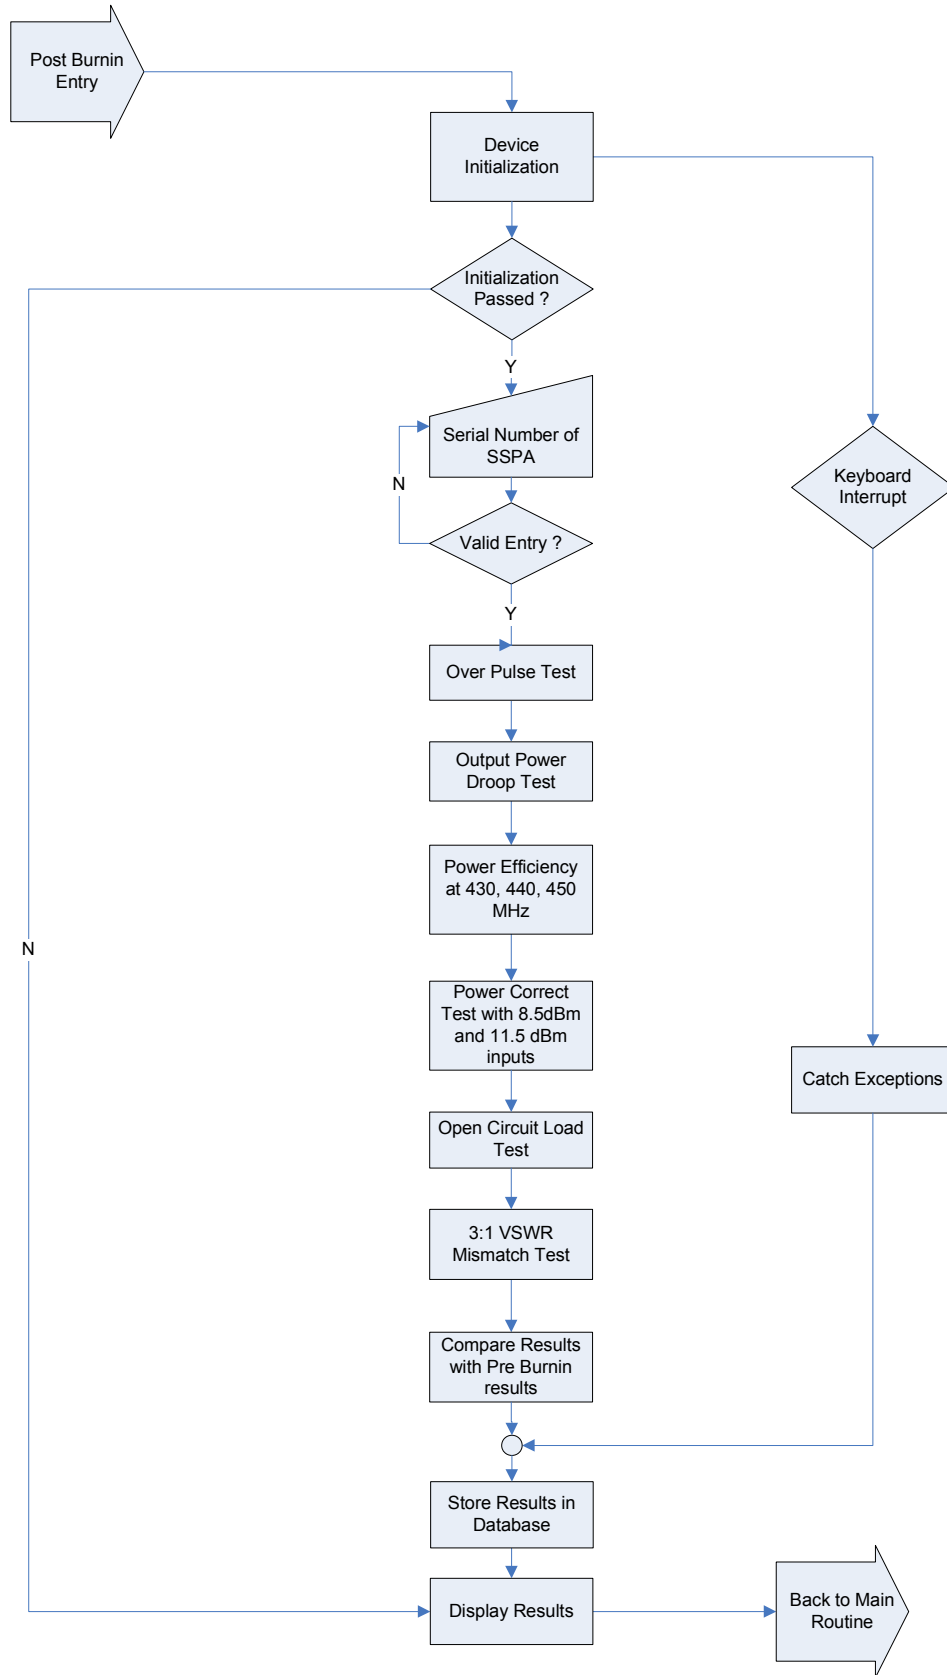 Post Burnin
Entry
Device
Initialization
Initialization
Passed ?
Y
Serial Number of
SSPA
N
Valid Entry ?
Y
Keyboard
Interrupt
Over Pulse Test
Output Power
Droop Test
Power Efficiency
at 430, 440, 450
MHz
N
Power Correct
Test with 8.5dBm
and 11.5 dBm
inputs
Catch Exceptions
Open Circuit Load
Test
3:1 VSWR
Mismatch Test
Compare Results
with Pre Burnin
results
Store Results in
Database
Display Results
Back to Main
Routine